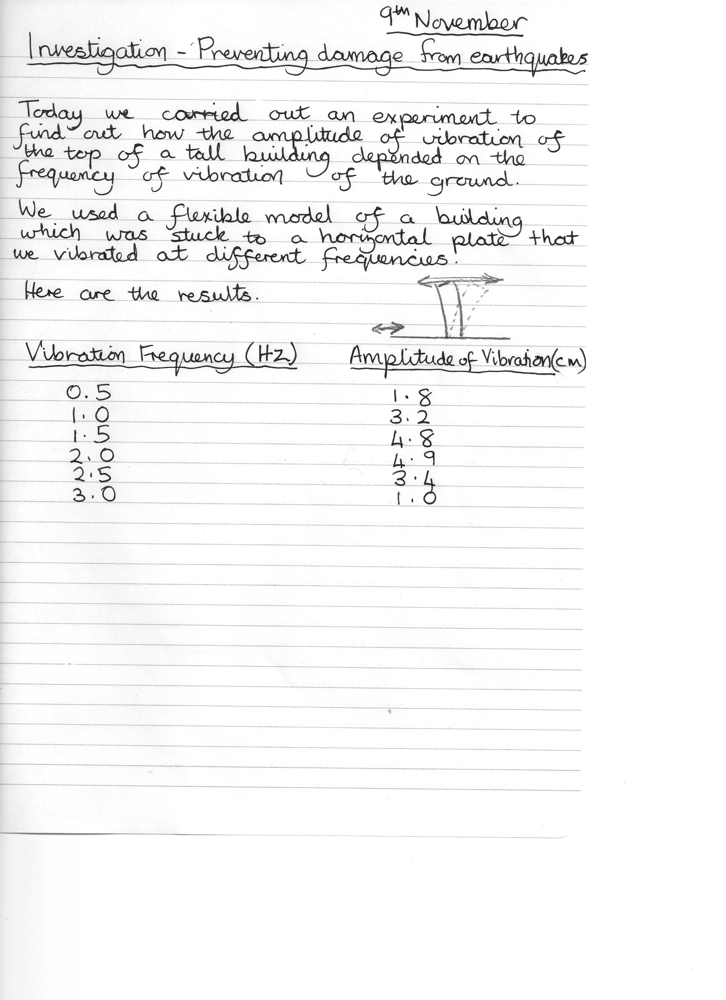 9th November
Investigation - Preventing damage from earthquakes
Today we carried out an experiment to
find out how the amplitude of vibration of
the top of a tall building depended on the
frequency of vibration of the ground.
We used a flexible model of a building
which was stuck to a horizontal plate that
we vibrated at different frequencies.
Here are the results.
Vibration Frequency (Hz) Amplitude of Vibration (cm)
0.5 1.8
1.0 3.2
1.5 4.8
2.0 4.9
2.5 3.4
3.0 1.0